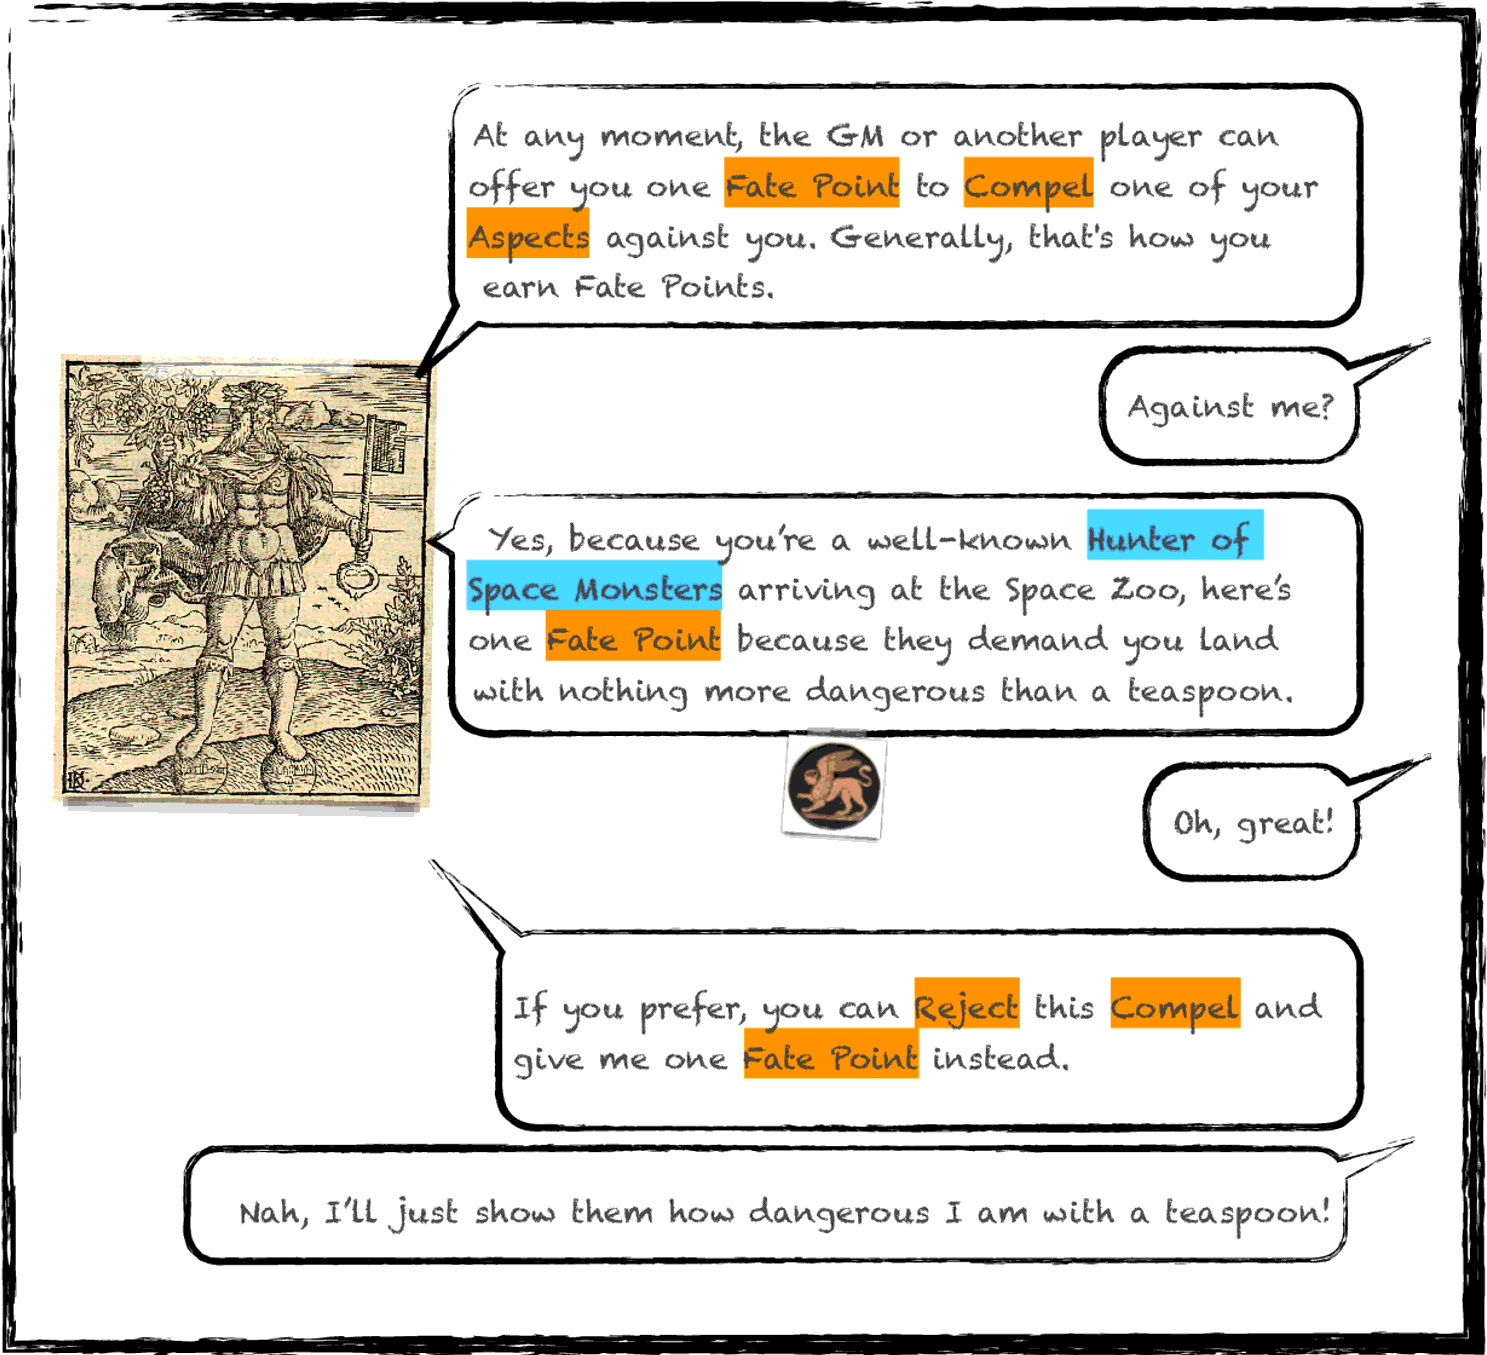 At any moment, the GM or another player can
offer you one Fate Point to Compel one of your
Aspects against you. Generally, that's how you
earn Fate Points.
Against me?
Yes, because you’re a well-known Hunter of
Space Monsters arriving at the Space Zoo, here’s
one Fate Point because they demand you land
with nothing more dangerous than a teaspoon.
Oh, great!
If you prefer, you can Reject this Compel and
give me one Fate Point instead.
Nah, I’ll just show them how dangerous I am with a teaspoon!